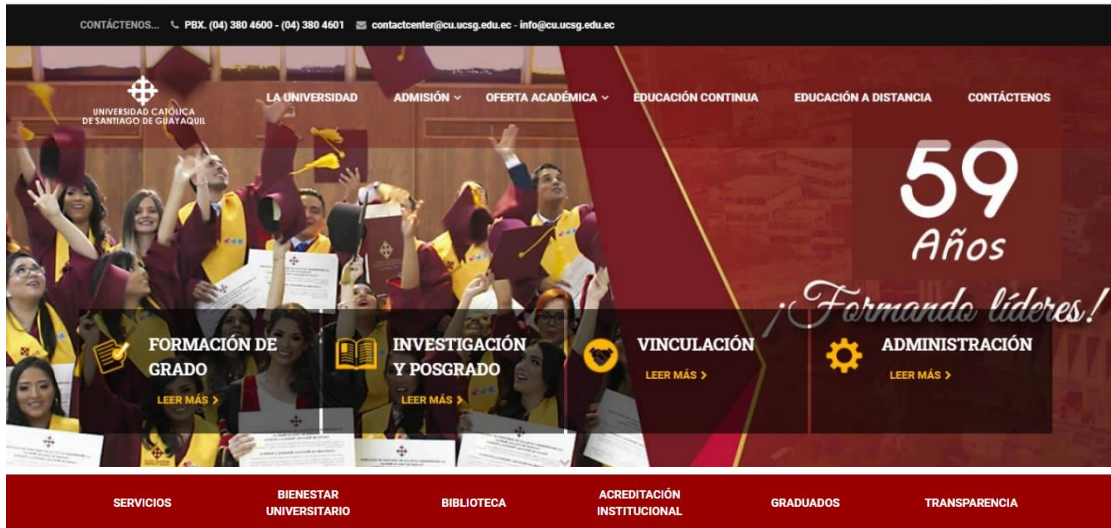 CONTÁCTENOS... PBX. (04) 380 4600 - (04) 380 4601 contactcenter@cu.ucsg.edu.ec - info@cu.ucsg.edu.ec
UNIVERSIDAD CATÓLICA
DE SANTIAGO DE GUAYAQUIL
LA UNIVERSIDAD ADMISIÓN OFERTA ACADÉMICA EDUCACIÓN CONTINUA EDUCACIÓN A DISTANCIA CONTÁCTENOS
59
Años
¡Formando líderes!
FORMACIÓN DE
GRADO
LEER MÁS >
INVESTIGACIÓN
Y POSGRADO
LEER MÁS >
VINCULACIÓN
LEER MÁS >
ADMINISTRACIÓN
LEER MÁS >
SERVICIOS
BIENESTAR
UNIVERSITARIO
BIBLIOTECA
ACREDITACIÓN
INSTITUCIONAL
GRADUADOS
TRANSPARENCIA